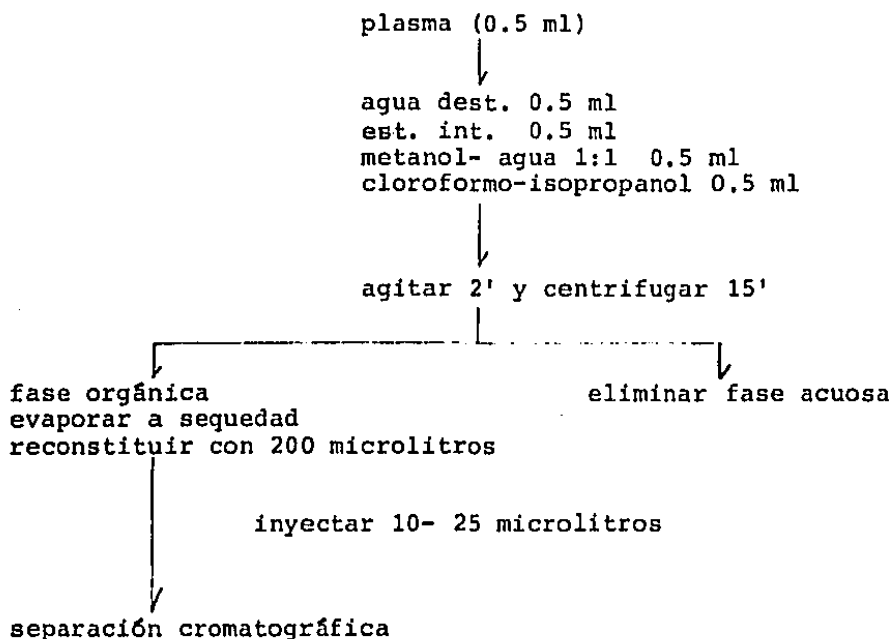 plasma (0.5 ml)
agua dest. 0.5 ml
est. int. 0.5 ml
metanol- agua 1:1 0.5 ml
cloroformo-isopropanol 0.5 ml
agitar 2' y centrifugar 15'
fase orgánica
evaporar a sequedad
reconstituir con 200 microlitros
eliminar fase acuosa
inyectar 10- 25 microlitros
separación cromatográfica